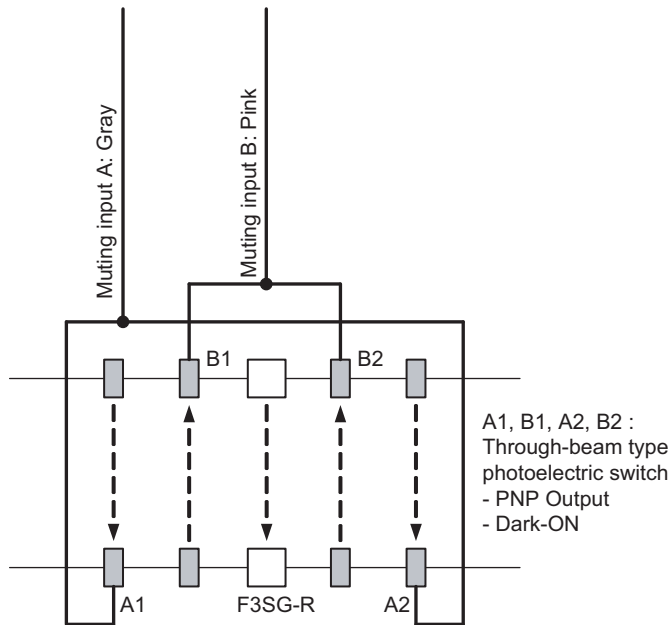 Muting input A: Gray
Muting input B: Pink
B1
B2
A1, B1, A2, B2 :
Through-beam type
photoelectric switch
- PNP Output
- Dark-ON
A1
F3SG-R
A2